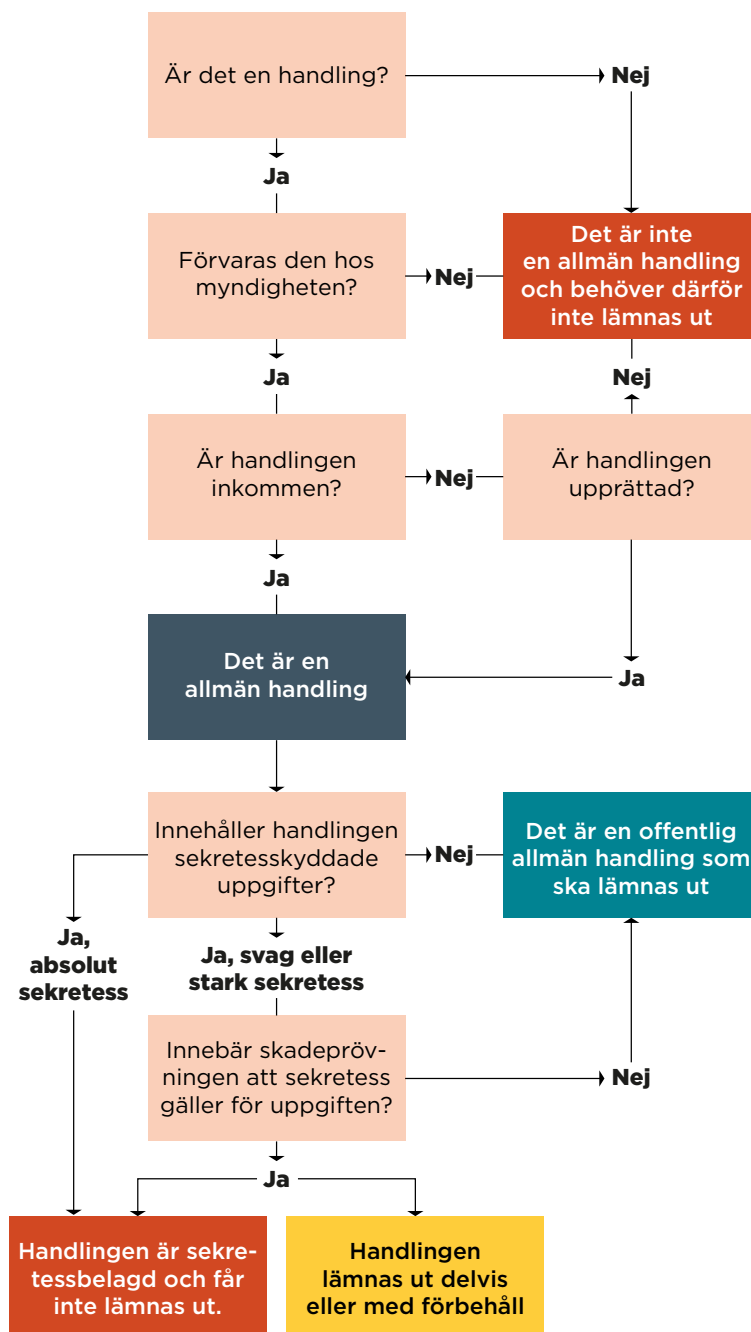 Är det en handling?
Nej
Ja
Förvaras den hos
myndigheten?
Nej
Det är inte
en allmän handling
och behöver därför
inte lämnas ut
Ja
Nej
Är handlingen
inkommen?
Nej
Är handlingen
upprättad?
Ja
Det är en
allmän handling
Ja
Innehåller handlingen
sekretesskyddade
uppgifter?
Nej
Det är en offentlig
allmän handling som
ska lämnas ut
Ja,
absolut
sekretess
Ja, svag eller
stark sekretess
Innebär skadepröv-
ningen att sekretess
gäller för uppgiften?
Nej
Ja
Handlingen är sekre-
tessbelagd och får
inte lämnas ut.
Handlingen
lämnas ut delvis
eller med förbehåll